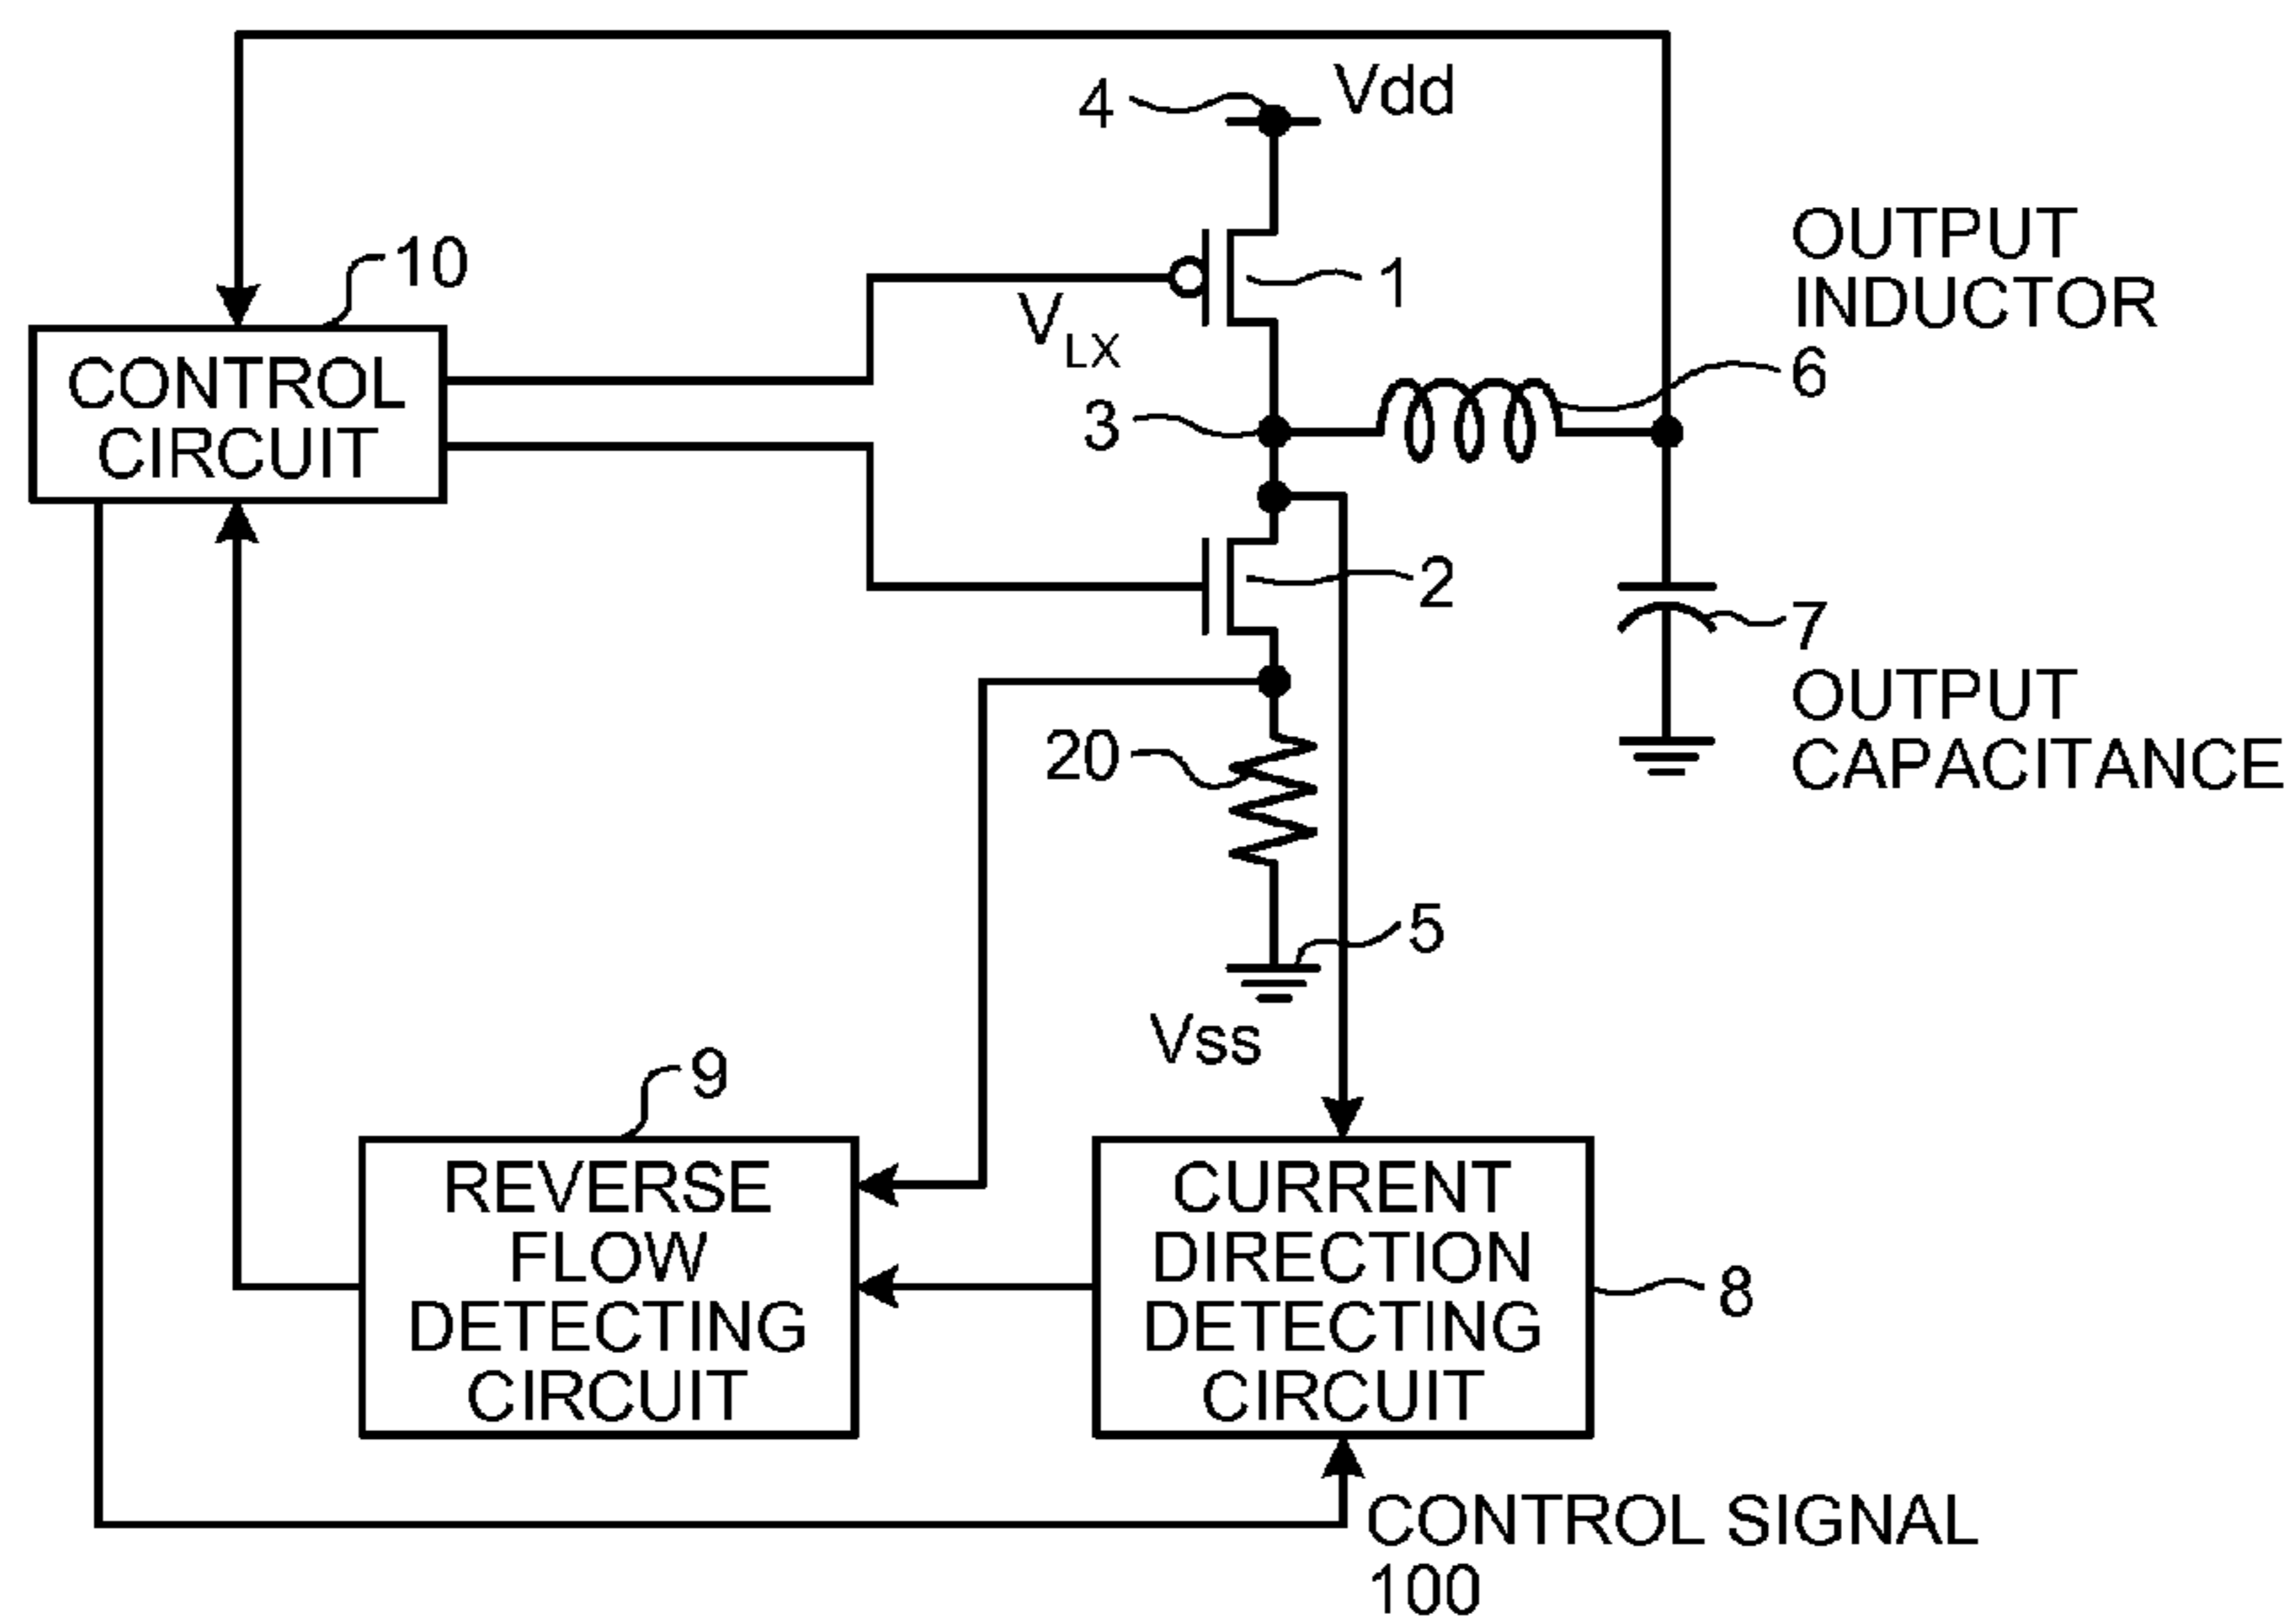 4
Vdd
10
1
V_LX
OUTPUT
INDUCTOR
6
CONTROL
CIRCUIT
3
2
7
OUTPUT
CAPACITANCE
20
5
Vss
9
REVERSE
FLOW
DETECTING
CIRCUIT
CURRENT
DIRECTION
DETECTING
CIRCUIT
8
CONTROL SIGNAL
100